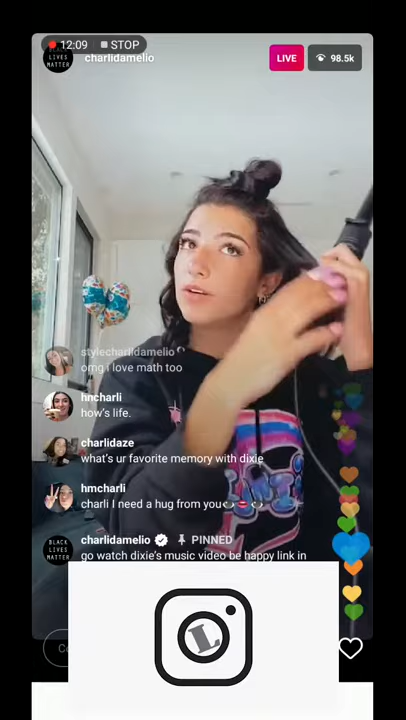 12:09 STOP
BLACK LIVES MATTER
charlidamelio
LIVE 98.5k
stylecharlidamelio
omg i love math too
hncharli
how's life.
charlidaze
what's ur favorite memory with dixie
hmcharli
charli I need a hug from you
BLACK LIVES MATTER
charlidamelio PINNED
go watch dixie's music video be happy link in
L